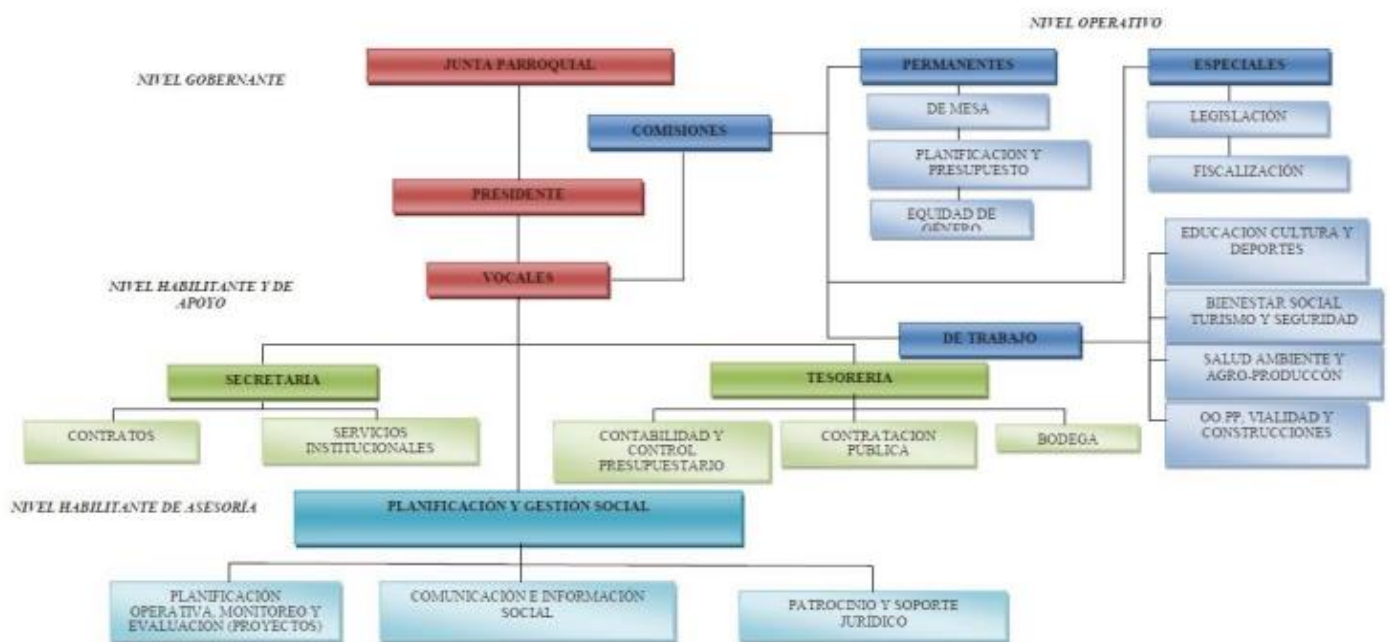 NIVEL OPERATIVO
NIVEL GOBERNANTE
JUNTA PARROQUIAL
PERMANENTES
ESPECIALES
DE MESA
LEGISLACIÓN
COMISIONES
PLANIFICACION Y
PRESUPUESTO
FISCALIZACIÓN
PRESIDENTE
EQUIDAD DE
GÉNERO
EDUCACION CULTURA Y
DEPORTES
VOCALES
NIVEL HABILITANTE Y DE
APOYO
BIENESTAR SOCIAL
TURISMO Y SEGURIDAD
DE TRABAJO
SALUD AMBIENTE Y
AGRO-PRODUCCÓN
SECRETARIA
TESORERIA
OO.PP, VIALIDAD Y
CONSTRUCCIONES
CONTRATOS
SERVICIOS
INSTITUCIONALES
CONTABILIDAD Y
CONTROL
PRESUPUESTARIO
CONTRATACION
PÚBLICA
BODEGA
NIVEL HABILITANTE DE ASESORÍA
PLANIFICACIÓN Y GESTIÓN SOCIAL
PLANIFICACIÓN
OPERATIVA, MONITOREO Y
EVALUACION (PROYECTOS)
COMUNICACIÓN E INFORMACIÓN
SOCIAL
PATROCINIO Y SOPORTE
JURÍDICO